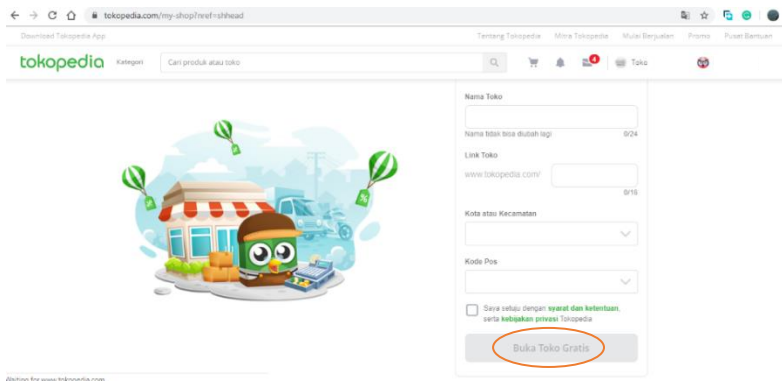 tokopedia.com/my-shop?nref=shhead
Download Tokopedia App
Tentang Tokopedia Mitra Tokopedia Mulai Berjualan Promo Pusat Bantuan
tokopedia Kategori Cari produk atau toko 4 Toko
Nama Toko
Nama tidak bisa diubah lagi 0/24
Link Toko
www.tokopedia.com/
0/16
Kota atau Kecamatan
Kode Pos
Saya setuju dengan syarat dan ketentuan,
serta kebijakan privasi Tokopedia
Buka Toko Gratis
Waiting for www.tokopedia.com